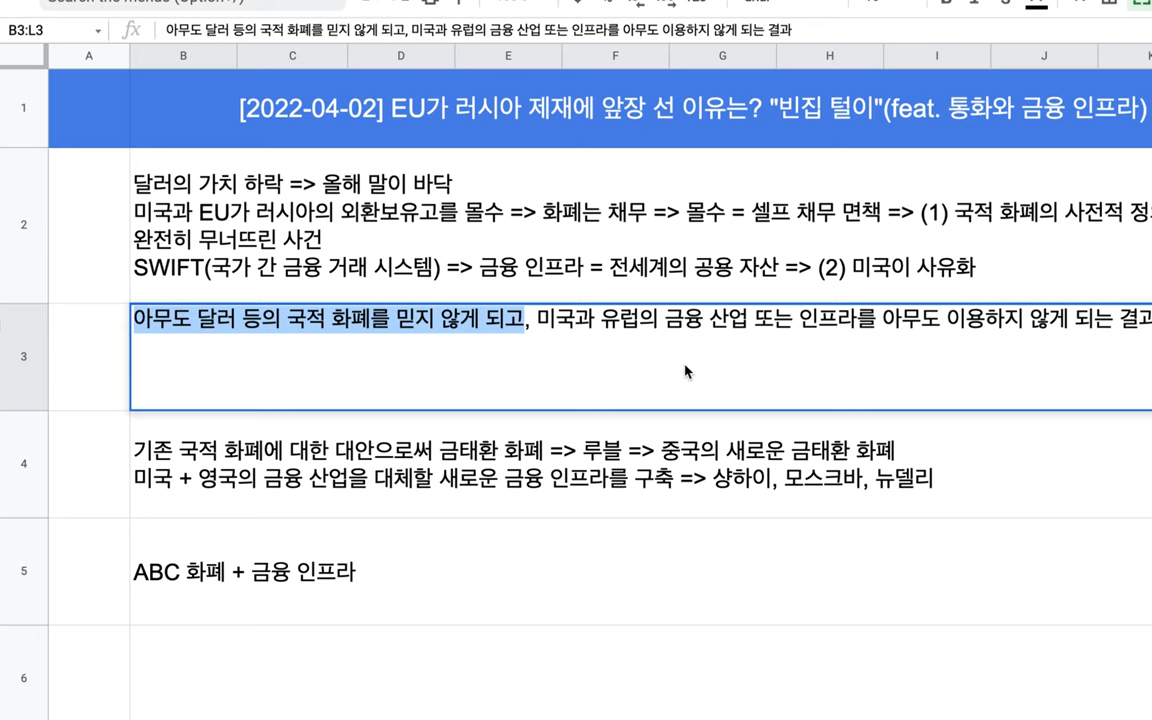 B3:L3
fx
아무도 달러 등의 국적 화폐를 믿지 않게 되고, 미국과 유럽의 금융 산업 또는 인프라를 아무도 이용하지 않게 되는 결과
A B C D E F G H I J
1
[2022-04-02] EU가 러시아 제재에 앞장 선 이유는? "빈집 털이"(feat. 통화와 금융 인프라)
2
달러의 가치 하락 => 올해 말이 바닥
미국과 EU가 러시아의 외환보유고를 몰수 => 화폐는 채무 => 몰수 = 셀프 채무 면책 => (1) 국적 화폐의 사전적
완전히 무너뜨린 사건
SWIFT(국가 간 금융 거래 시스템) => 금융 인프라 = 전세계의 공용 자산 => (2) 미국이 사유화
3
아무도 달러 등의 국적 화폐를 믿지 않게 되고, 미국과 유럽의 금융 산업 또는 인프라를 아무도 이용하지 않게 되는 결과
4
기존 국적 화폐에 대한 대안으로써 금태환 화폐 => 루블 => 중국의 새로운 금태환 화폐
미국 + 영국의 금융 산업을 대체할 새로운 금융 인프라를 구축 => 샹하이, 모스크바, 뉴델리
5
ABC 화폐 + 금융 인프라
6